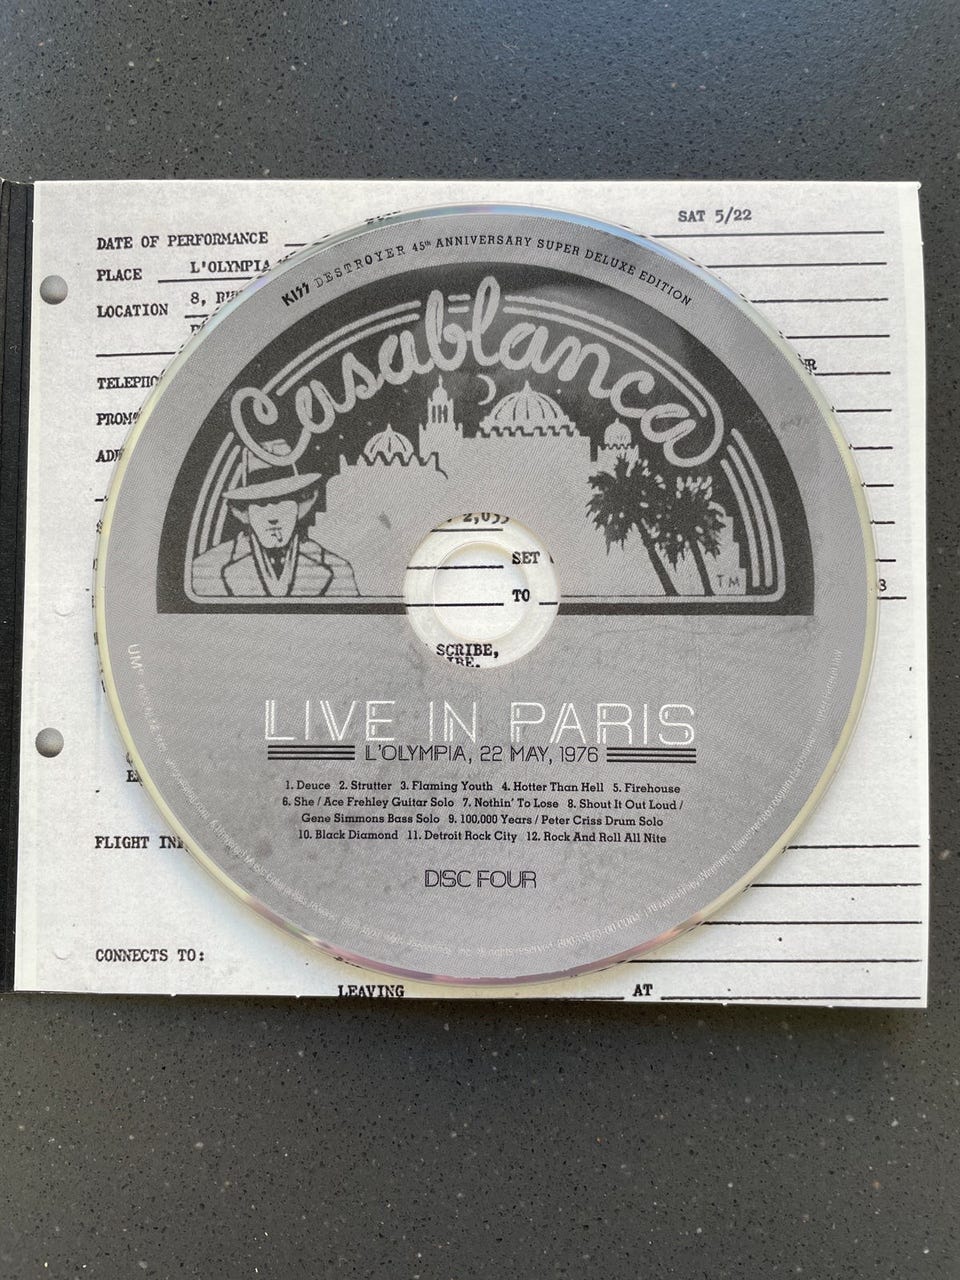 SAT 5/22
DATE OF PERFORMANCE
PLACE L'OLYMPIA
LOCATION 8,
KISS DESTROYER 45th ANNIVERSARY SUPER DELUXE EDITION
Casablanca
TM
SET
TO
SCRIBE,
LIVE IN PARIS
L'OLYMPIA, 22 MAY, 1976
1. Deuce 2. Strutter 3. Flaming Youth 4. Hotter Than Hell 5. Firehouse
6. She / Ace Frehley Guitar Solo 7. Nothin' To Lose 8. Shout It Out Loud /
Gene Simmons Bass Solo 9. 100,000 Years / Peter Criss Drum Solo
10. Black Diamond 11. Detroit Rock City 12. Rock And Roll All Nite
DISC FOUR
FLIGHT
CONNECTS TO:
LEAVING AT